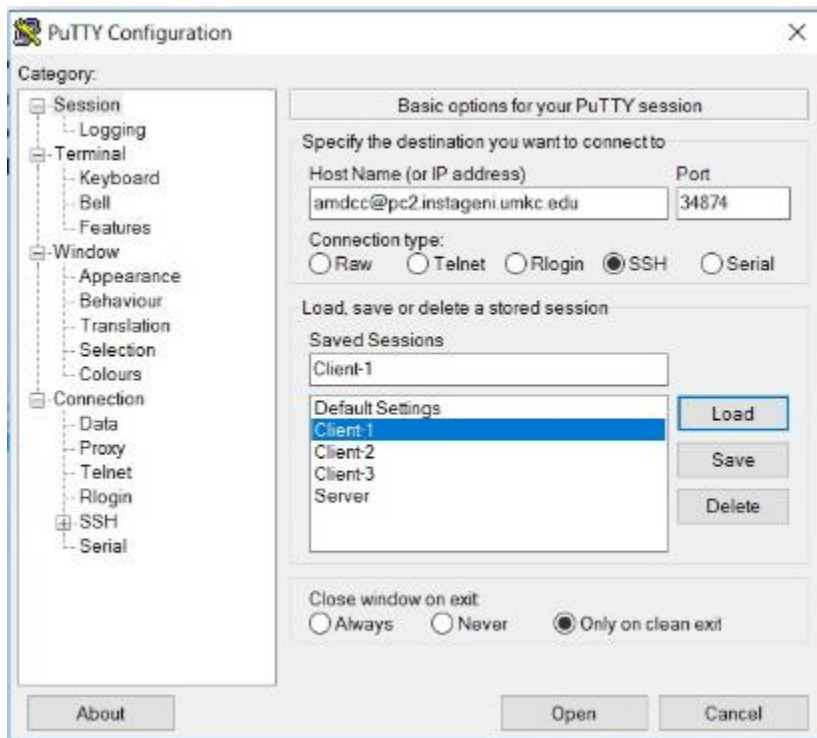 PuTTY Configuration
Category:
Session
Logging
Terminal
Keyboard
Bell
Features
Window
Appearance
Behaviour
Translation
Selection
Colours
Connection
Data
Proxy
Telnet
Rlogin
SSH
Serial
Basic options for your PuTTY session
Specify the destination you want to connect to
Host Name (or IP address) Port
amdcc@pc2.instageni.umkc.edu 34874
Connection type:
Raw Telnet Rlogin SSH Serial
Load, save or delete a stored session
Saved Sessions
Client-1
Default Settings
Client-1
Client-2
Client-3
Server
Load
Save
Delete
Close window on exit:
Always Never Only on clean exit
About Open Cancel